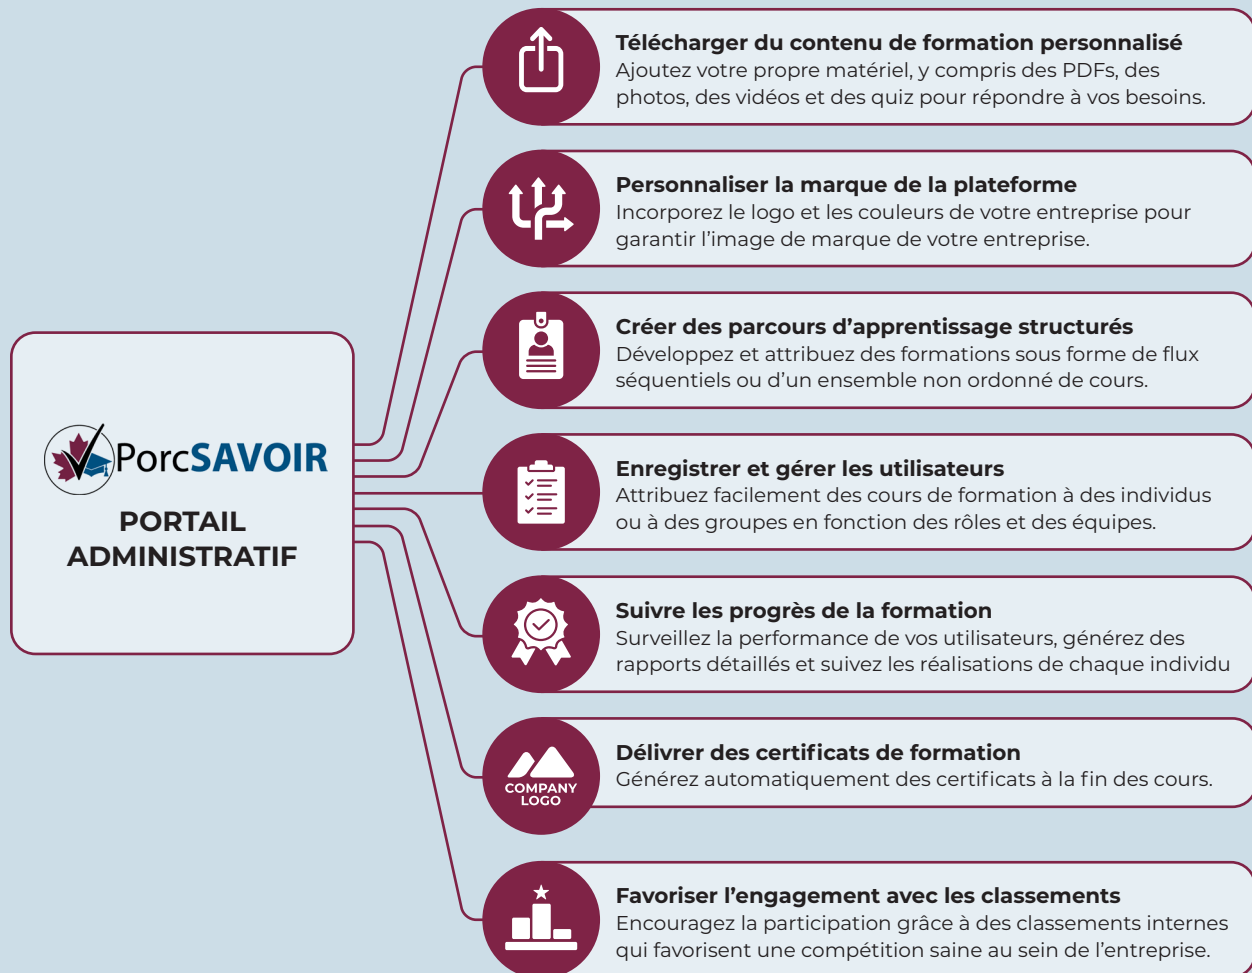 PorcSAVOIR
PORTAIL
ADMINISTRATIF
Télécharger du contenu de formation personnalisé
Ajoutez votre propre matériel, y compris des PDFs, des
photos, des vidéos et des quiz pour répondre à vos besoins.
Personnaliser la marque de la plateforme
Incorporez le logo et les couleurs de votre entreprise pour
garantir l’image de marque de votre entreprise.
Créer des parcours d’apprentissage structurés
Développez et attribuez des formations sous forme de flux
séquentiels ou d’un ensemble non ordonné de cours.
Enregistrer et gérer les utilisateurs
Attribuez facilement des cours de formation à des individus
ou à des groupes en fonction des rôles et des équipes.
Suivre les progrès de la formation
Surveillez la performance de vos utilisateurs, générez des
rapports détaillés et suivez les réalisations de chaque individu
COMPANY
LOGO
Délivrer des certificats de formation
Générez automatiquement des certificats à la fin des cours.
Favoriser l’engagement avec les classements
Encouragez la participation grâce à des classements internes
qui favorisent une compétition saine au sein de l’entreprise.